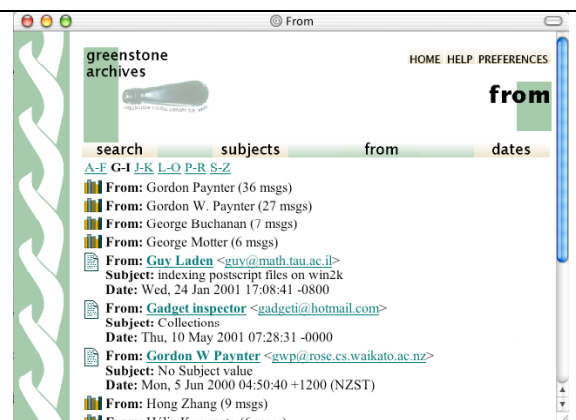 From
greenstone
archives
HOME HELP PREFERENCES
from
search subjects from dates
A-F G-I J-K L-O P-R S-Z
From: Gordon Paynter (36 msgs)
From: Gordon W. Paynter (27 msgs)
From: George Buchanan (7 msgs)
From: George Motter (6 msgs)
From: Guy Laden <guy@math.tau.ac.il>
Subject: indexing postscript files on win2k
Date: Wed, 24 Jan 2001 17:08:41 -0800
From: Gadget inspector <gadgeti@hotmail.com>
Subject: Collections
Date: Thu, 10 May 2001 07:28:31 -0000
From: Gordon W Paynter <gwp@rose.cs.waikato.ac.nz>
Subject: No Subject value
Date: Mon, 5 Jun 2000 04:50:40 +1200 (NZST)
From: Hong Zhang (9 msgs)